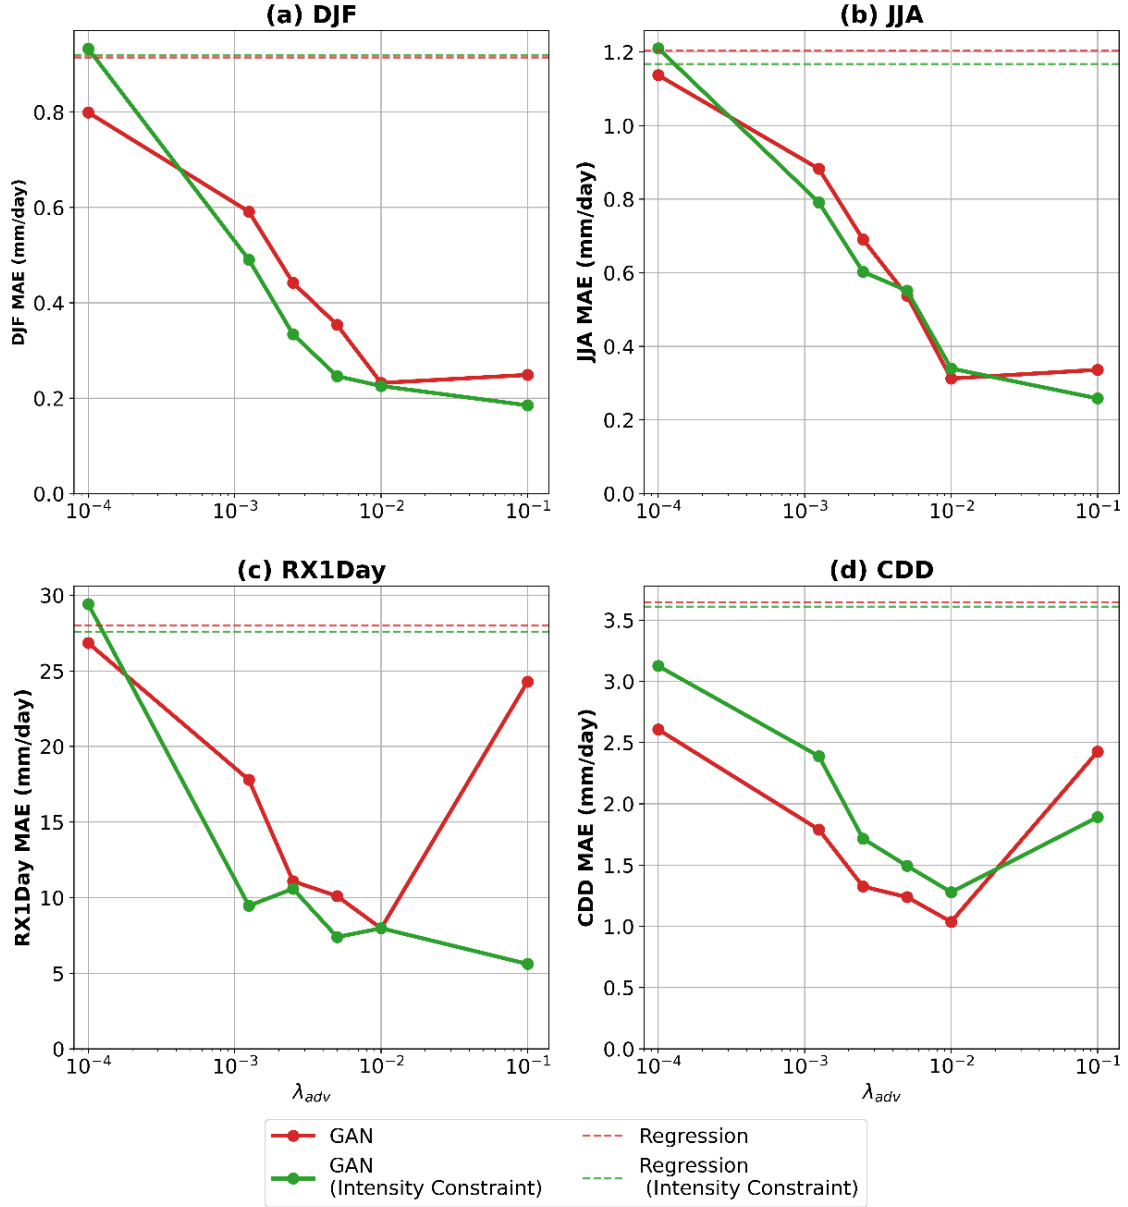 (a) DJF
DJF MAE (mm/day)
0.8
0.6
0.4
0.2
0.0
10⁻⁴
10⁻³
10⁻²
10⁻¹
(b) JJA
JJA MAE (mm/day)
1.2
1.0
0.8
0.6
0.4
0.2
0.0
10⁻⁴
10⁻³
10⁻²
10⁻¹
(c) RX1Day
RX1Day MAE (mm/day)
30
25
20
15
10
5
0
10⁻⁴
10⁻³
10⁻²
10⁻¹
λadv
(d) CDD
CDD MAE (mm/day)
3.5
3.0
2.5
2.0
1.5
1.0
0.5
0.0
10⁻⁴
10⁻³
10⁻²
10⁻¹
λadv
GAN
GAN
(Intensity Constraint)
Regression
Regression
(Intensity Constraint)